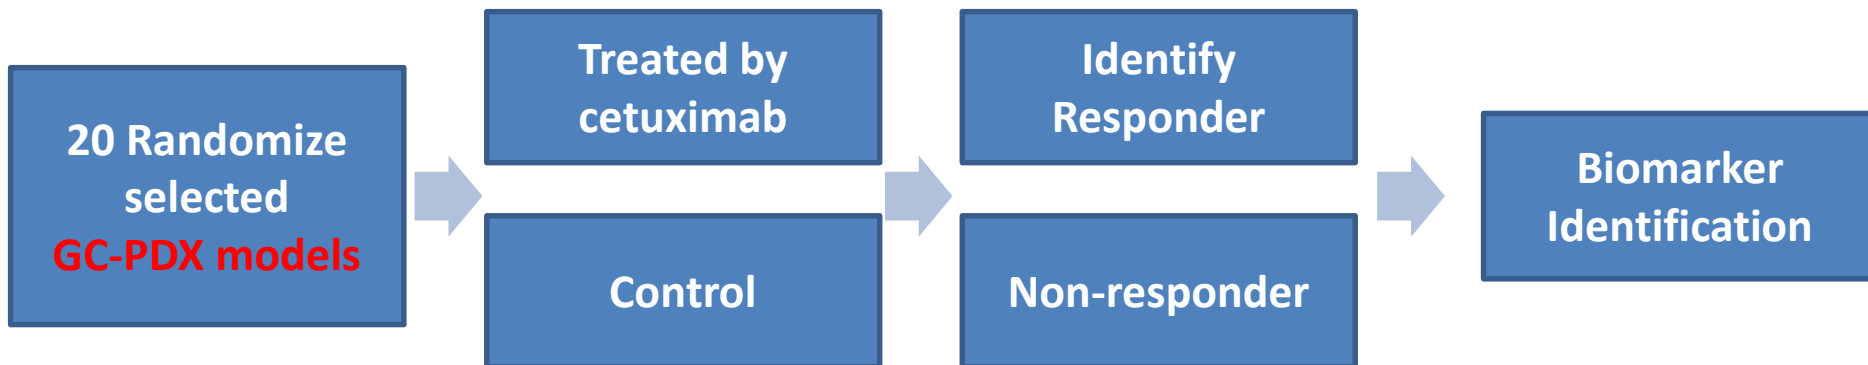 20 Randomize
selected
GC-PDX models
Treated by
cetuximab
Control
Identify
Responder
Non-responder
Biomarker
Identification